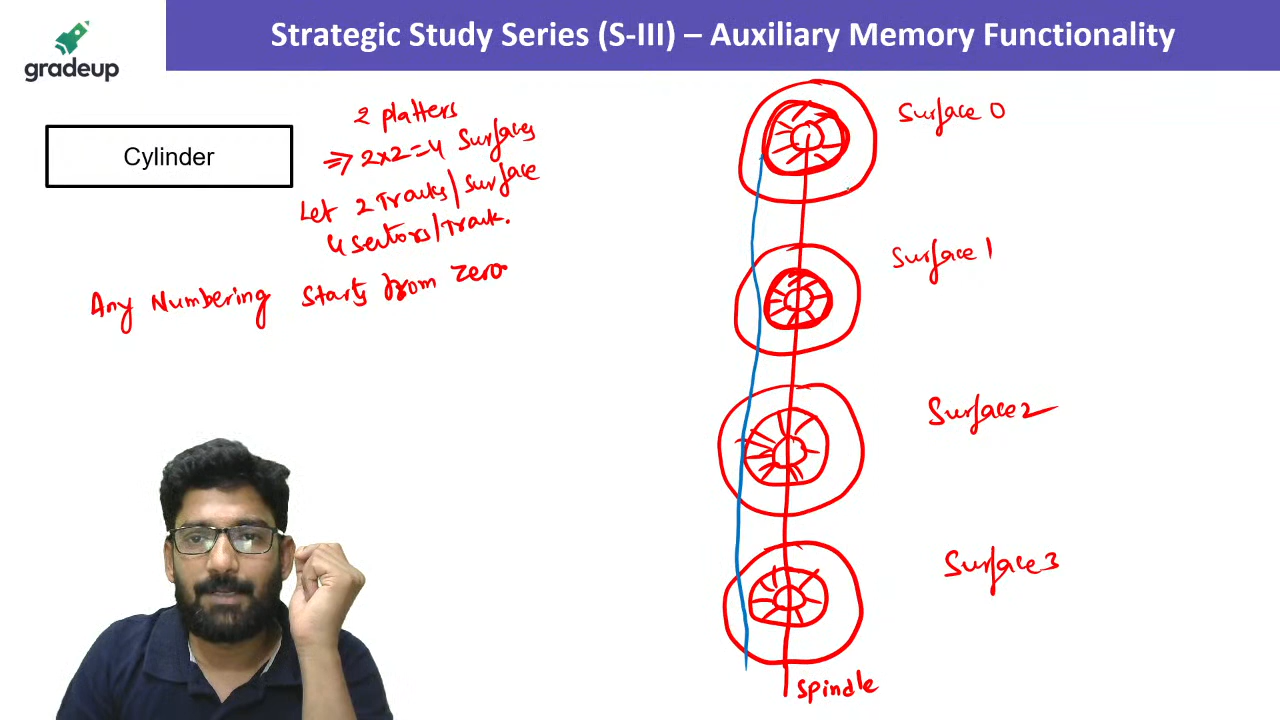 Strategic Study Series (S-III) – Auxiliary Memory Functionality
gradeup
Cylinder
2 platters
⇒ 2x2=4 Surfaces
Let 2 Tracks/Surface
4 Sectors/Track.
Any Numbering Starts from Zero
Surface 0
Surface 1
Surface 2
Surface 3
Spindle